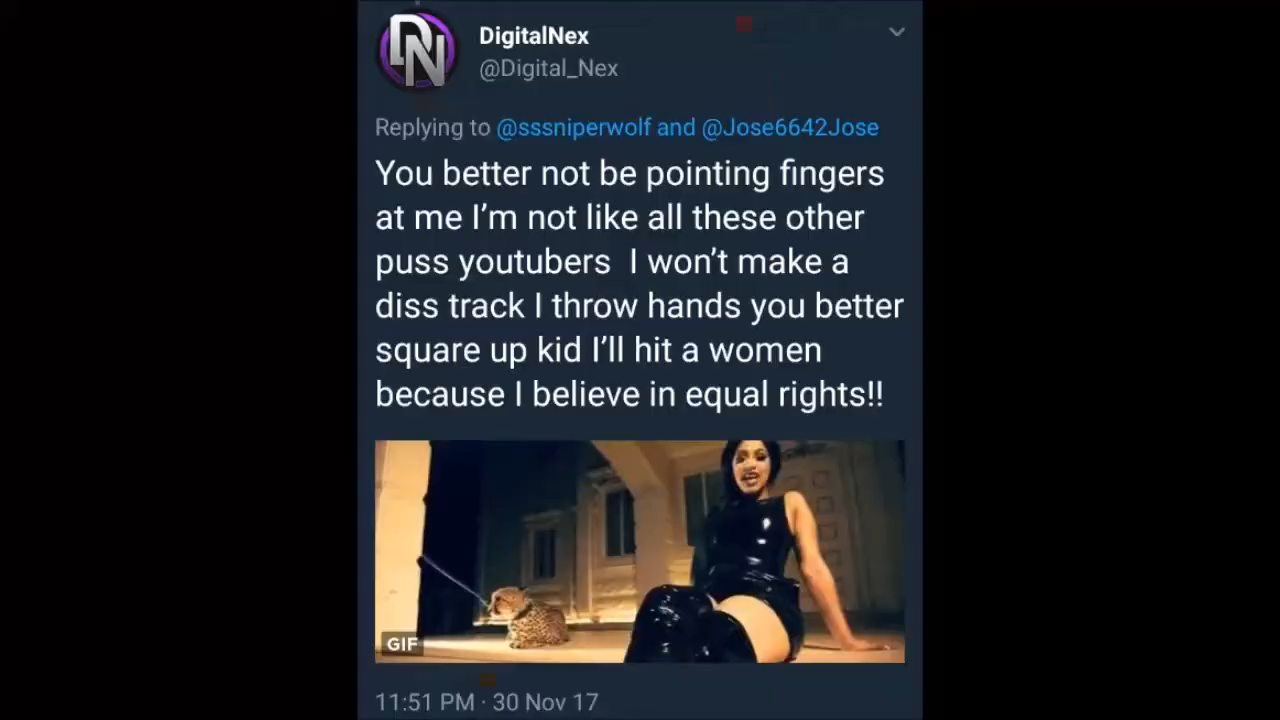 DN
DigitalNex
@Digital_Nex
Replying to @sssniperwolf and @Jose6642Jose
You better not be pointing fingers
at me I’m not like all these other
puss youtubers  I won’t make a
diss track I throw hands you better
square up kid I’ll hit a women
because I believe in equal rights!!
GIF
11:51 PM · 30 Nov 17